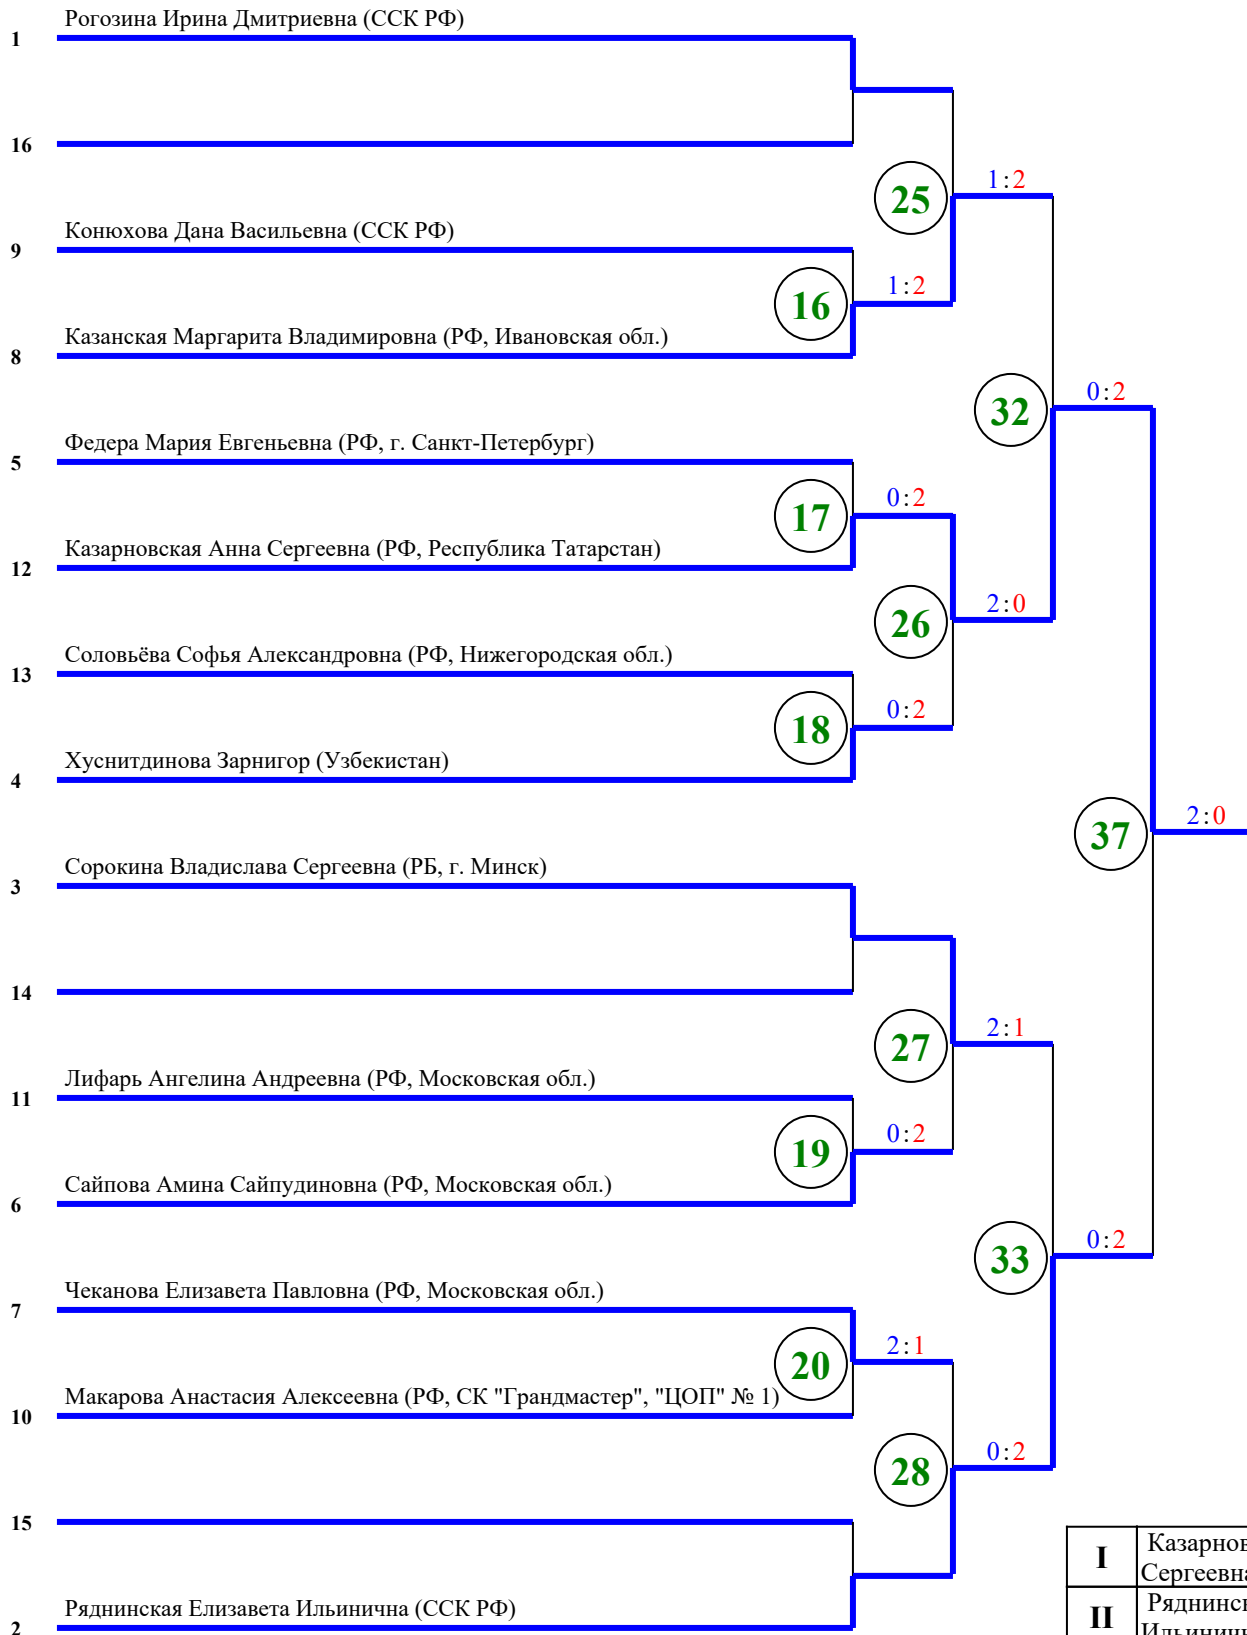 Рогозина Ирина Дмитриевна (ССК РФ)
1
16
25
1:2
Конюхова Дана Васильевна (ССК РФ)
9
16
1:2
Казанская Маргарита Владимировна (РФ, Ивановская обл.)
8
32
0:2
Федера Мария Евгеньевна (РФ, г. Санкт-Петербург)
5
17
0:2
Казарновская Анна Сергеевна (РФ, Республика Татарстан)
12
26
2:0
Соловьёва Софья Александровна (РФ, Нижегородская обл.)
13
18
0:2
Хуснитдинова Зарнигор (Узбекистан)
4
37
2:0
Сорокина Владислава Сергеевна (РБ, г. Минск)
3
14
27
2:1
Лифарь Ангелина Андреевна (РФ, Московская обл.)
11
19
0:2
Сайпова Амина Сайпудиновна (РФ, Московская обл.)
6
33
0:2
Чеканова Елизавета Павловна (РФ, Московская обл.)
7
20
2:1
Макарова Анастасия Алексеевна (РФ, СК "Грандмастер", "ЦОП" № 1)
10
28
0:2
15
Ряднинская Елизавета Ильинична (ССК РФ)
2
I
Казарнов
Сергеевна
II
Ряднинск